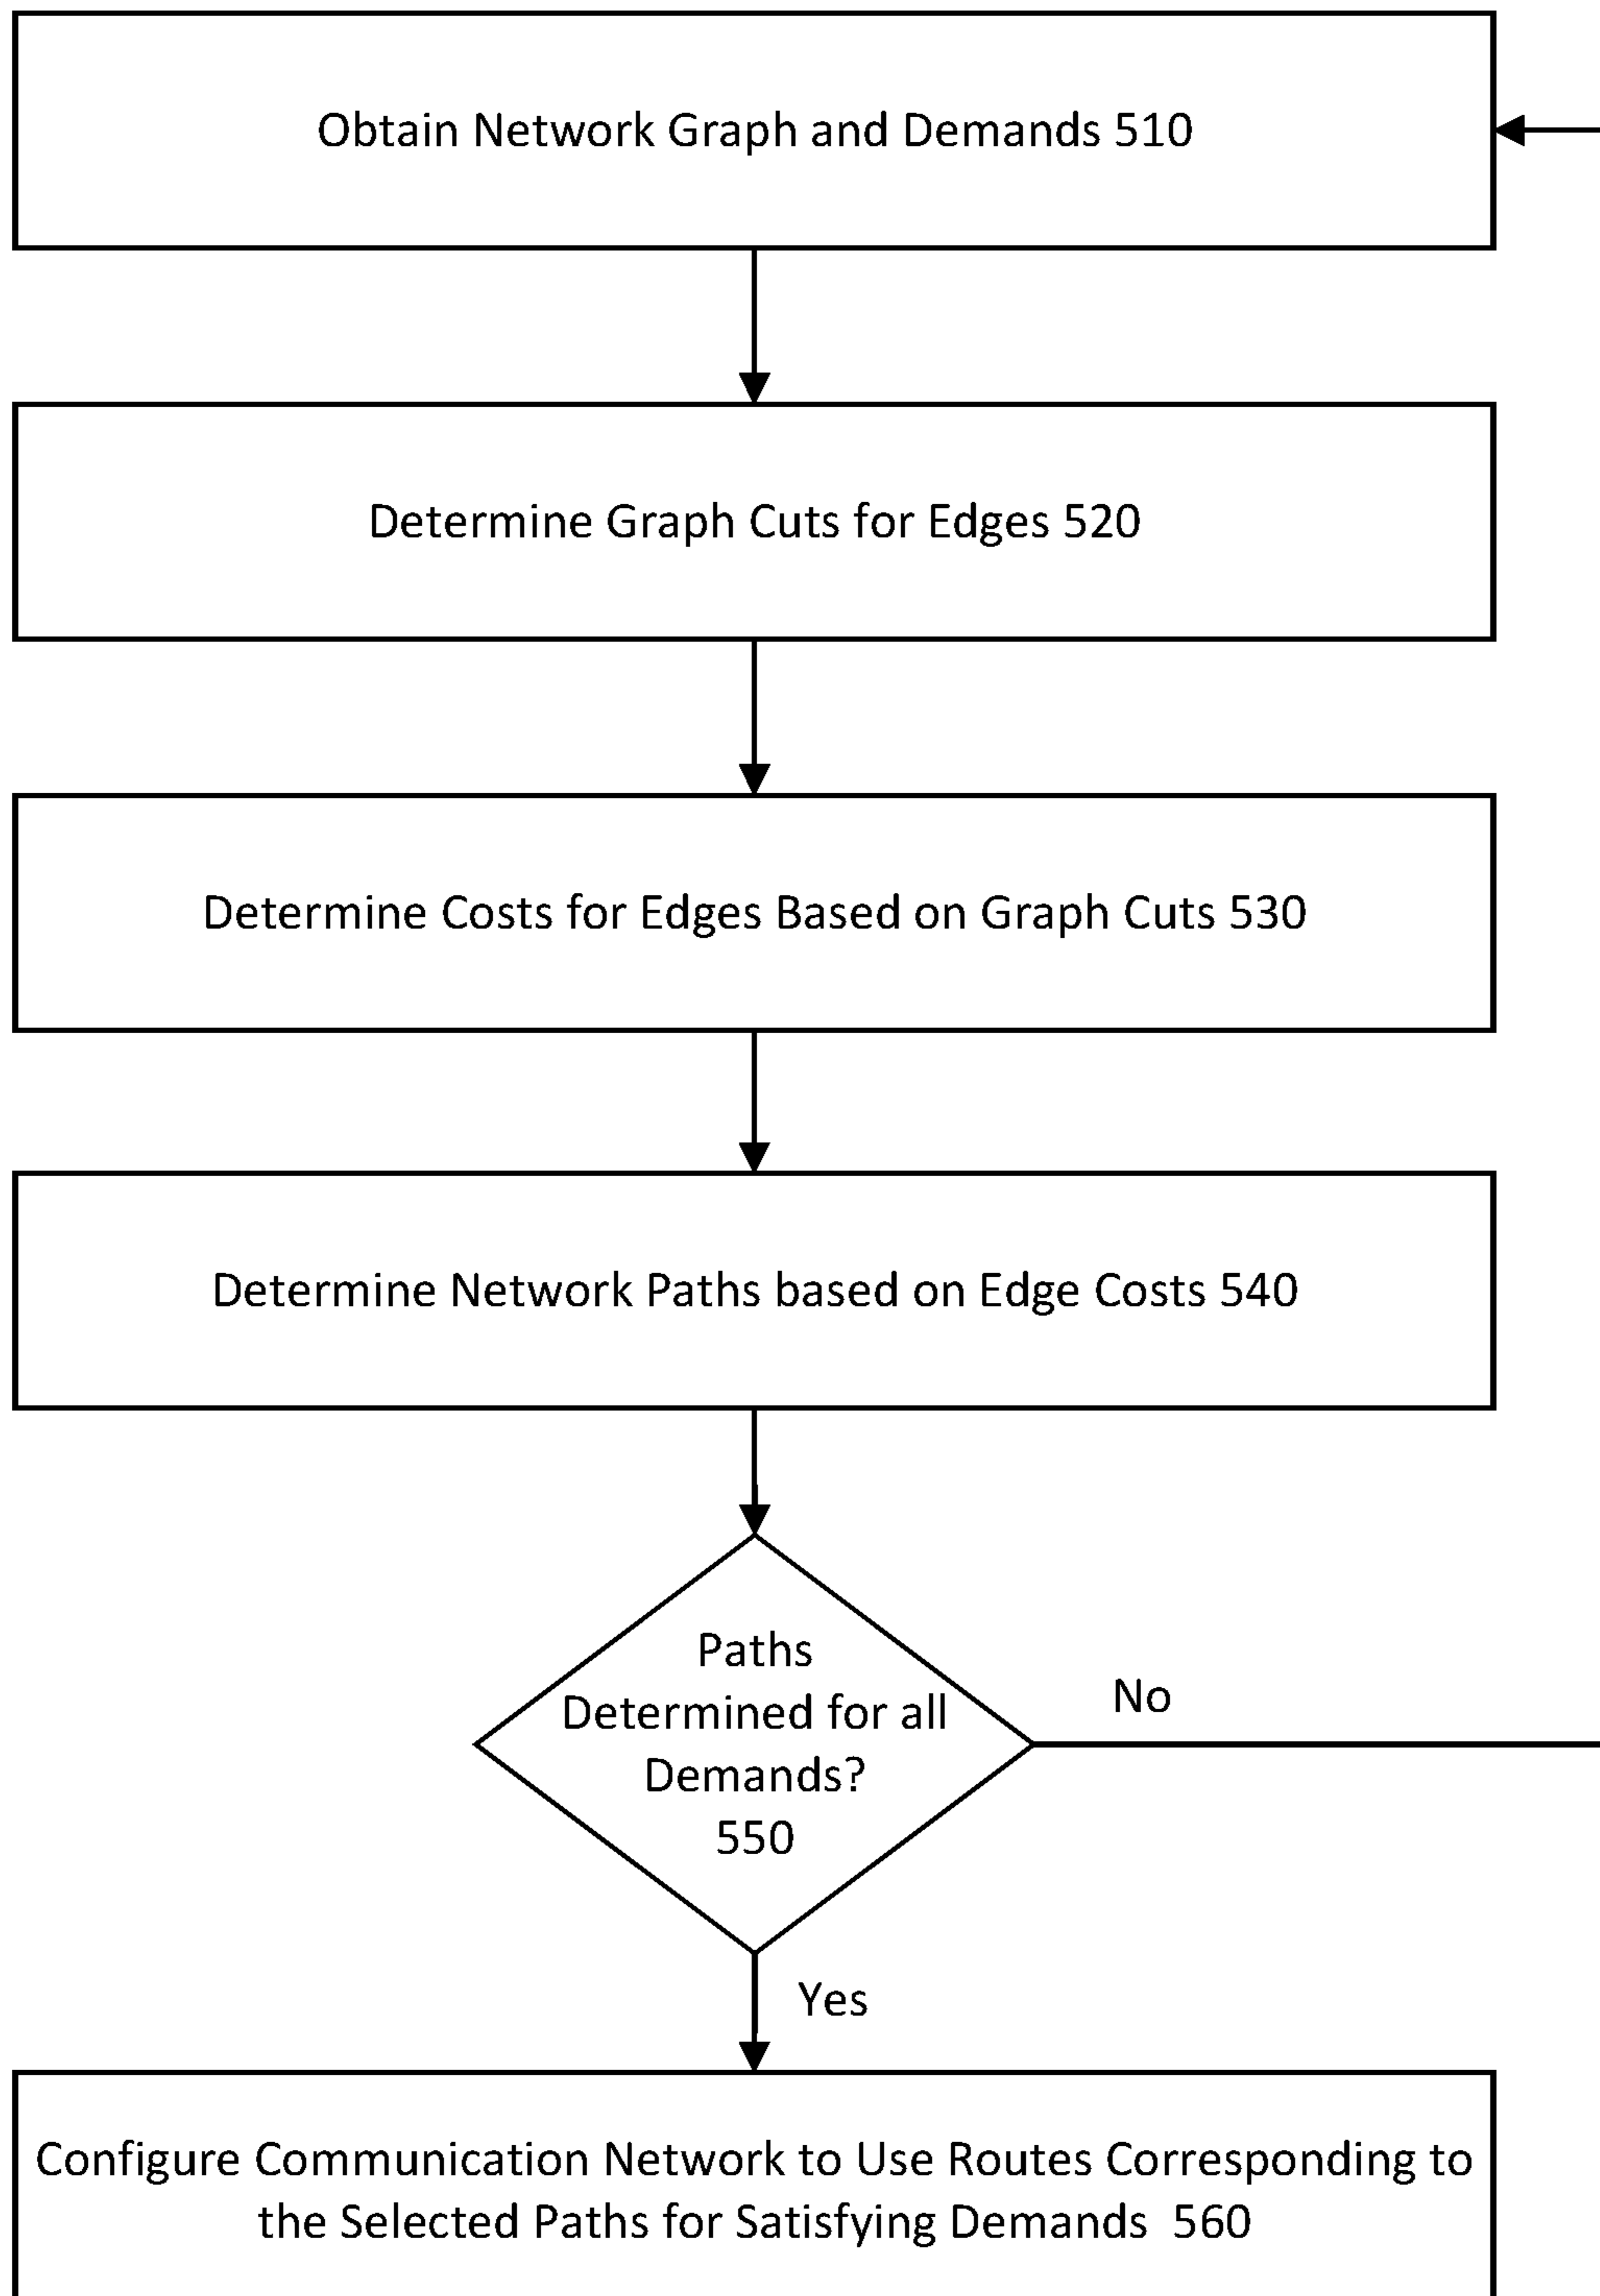 Obtain Network Graph and Demands 510
Determine Graph Cuts for Edges 520
Determine Costs for Edges Based on Graph Cuts 530
Determine Network Paths based on Edge Costs 540
Paths
Determined for all
Demands?
550
No
Yes
Configure Communication Network to Use Routes Corresponding to
the Selected Paths for Satisfying Demands 560